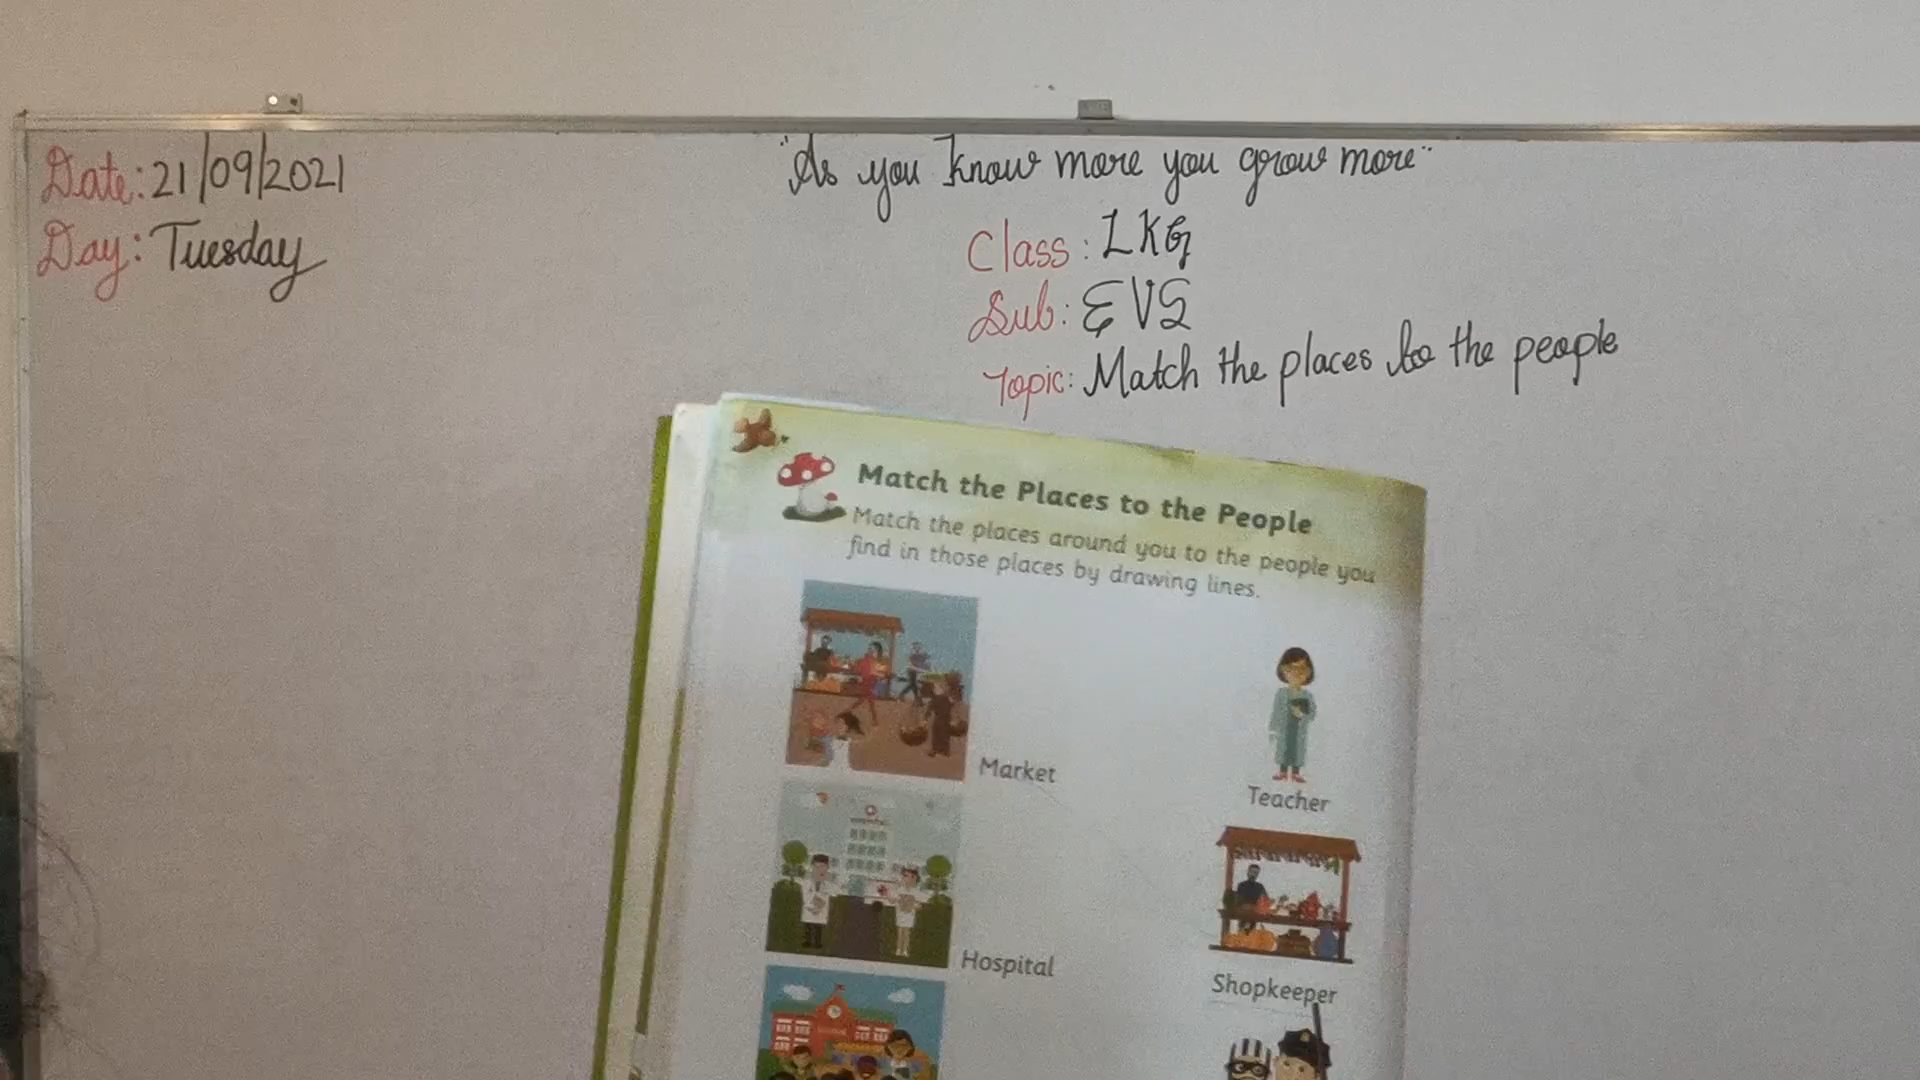 Date: 21/09/2021
Day: Tuesday
"As you know more you grow more"
Class: LKG
Sub: EVS
Topic: Match the places to the people
Match the Places to the People
Match the places around you to the people you
find in those places by drawing lines.
Market
Teacher
Hospital
Shopkeeper